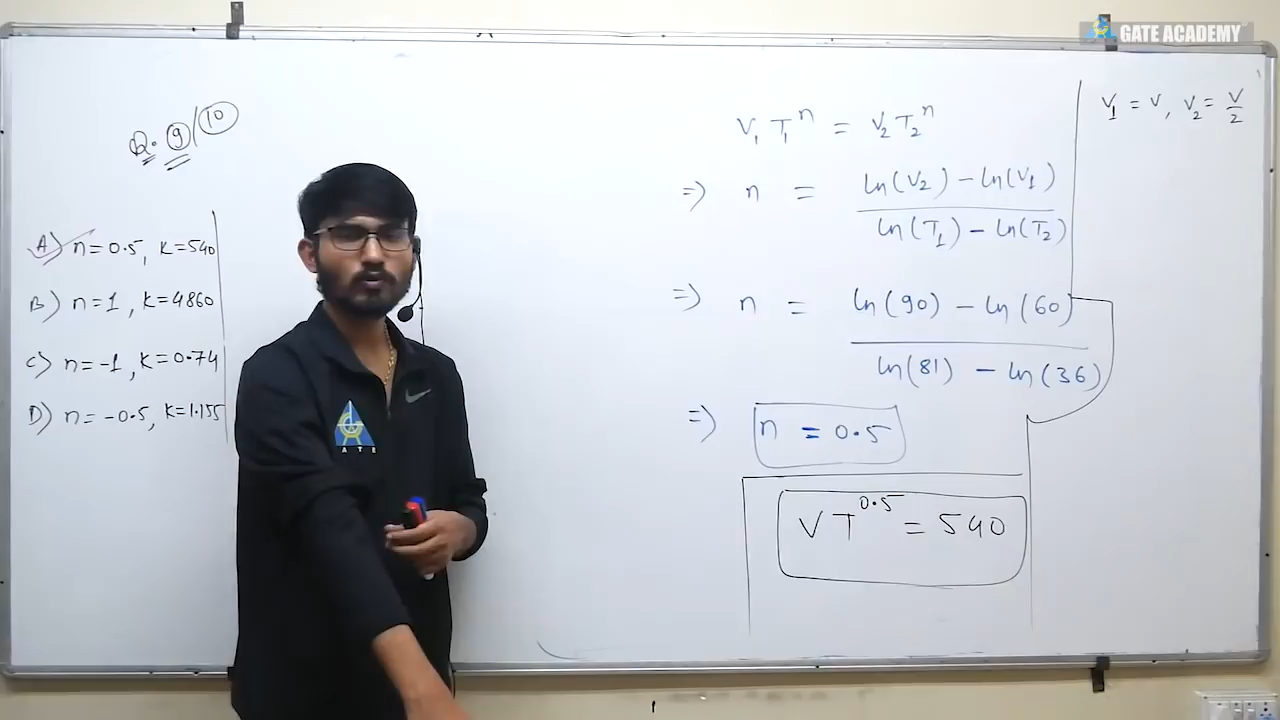 GATE ACADEMY
Q. 9/10
A) n=0.5, K=540
B) n=1, K=4860
C) n=-1, K=0.74
D) n=-0.5, K=1.155
V₁ T₁ⁿ = V₂ T₂ⁿ
=> n = ln(V₂) - ln(V₁) / ln(T₁) - ln(T₂)
=> n = ln(90) - ln(60) / ln(81) - ln(36)
=> n = 0.5
V T^0.5 = 540
V₁ = V, V₂ = V/2
A T E